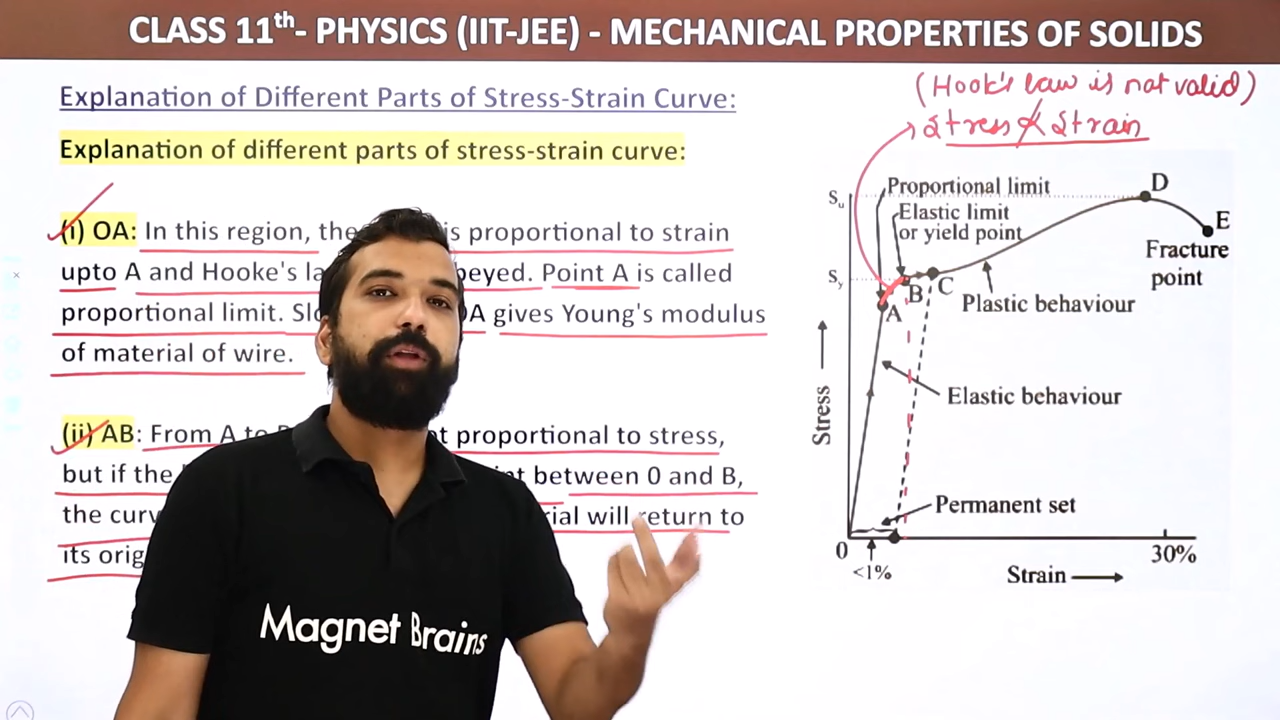 CLASS 11th- PHYSICS (IIT-JEE) - MECHANICAL PROPERTIES OF SOLIDS
Explanation of Different Parts of Stress-Strain Curve:
Explanation of different parts of stress-strain curve:
(i) OA: In this region, the is proportional to strain
upto A and Hooke's la beyed. Point A is called
proportional limit. Slo A gives Young's modulus
of material of wire.
(ii) AB: From A to t proportional to stress,
but if the nt between 0 and B,
the curv rial will return to
its orig
(Hook's law is not valid)
Stress ∝̸ Strain
Proportional limit
Elastic limit
or yield point
Su
Sy
A
B
C
D
E
Fracture
point
Plastic behaviour
Elastic behaviour
Permanent set
Stress
0
<1%
30%
Strain
Magnet Brains